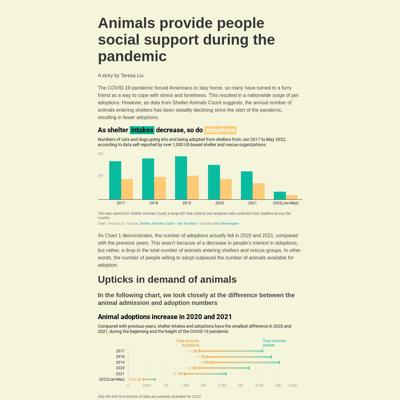 Animals provide people
social support during the
pandemic
A story by Teresa Liu
The COVID-19 pandemic forced Americans to stay home, so many have turned to a furry
friend as a way to cope with stress and loneliness. This resulted in a nationwide surge of pet
adoptions. However, as data from Shelter Animals Count suggests, the annual number of
animals entering shelters has been steadily declining since the start of the pandemic,
resulting in fewer adoptions.
As shelter intakes decrease, so do adoptions
Numbers of cats and dogs going into and being adopted from shelters from Jan 2017 to May 2022,
according to data self-reported by over 1,000 US-based shelter and rescue organizations.
2017 2018 2019 2020 2021 2022(Jan-May)
The data came from Shelter Animals Count, a nonprofit that collects and analyzes data collected from shelters across the
country.
Chart: Teresa Liu • Source: Shelter Animals Count • Get the data • Created with Datawrapper
As Chart 1 demonstrates, the number of adoptions actually fell in 2020 and 2021, compared
with the previous years. This wasn't because of a decrease in people's interest in adoptions,
but rather, a drop in the total number of animals entering shelters and rescue groups. In other
words, the number of people willing to adopt outpaced the number of animals available for
adoption.
Upticks in demand of animals
In the following chart, we look closely at the difference between the
animal admission and adoption numbers
Animal adoptions increase in 2020 and 2021
Compared with previous years, shelter intakes and adoptions have the smallest difference in 2020 and
2021, during the beginning and the height of the COVID-19 pandemic.
Total Animals Adoptions
Total Animals Intakes
2017
2018
2019
2020
2021
2022(Jan-May)
Only the first five months of data are currently available for 2022.